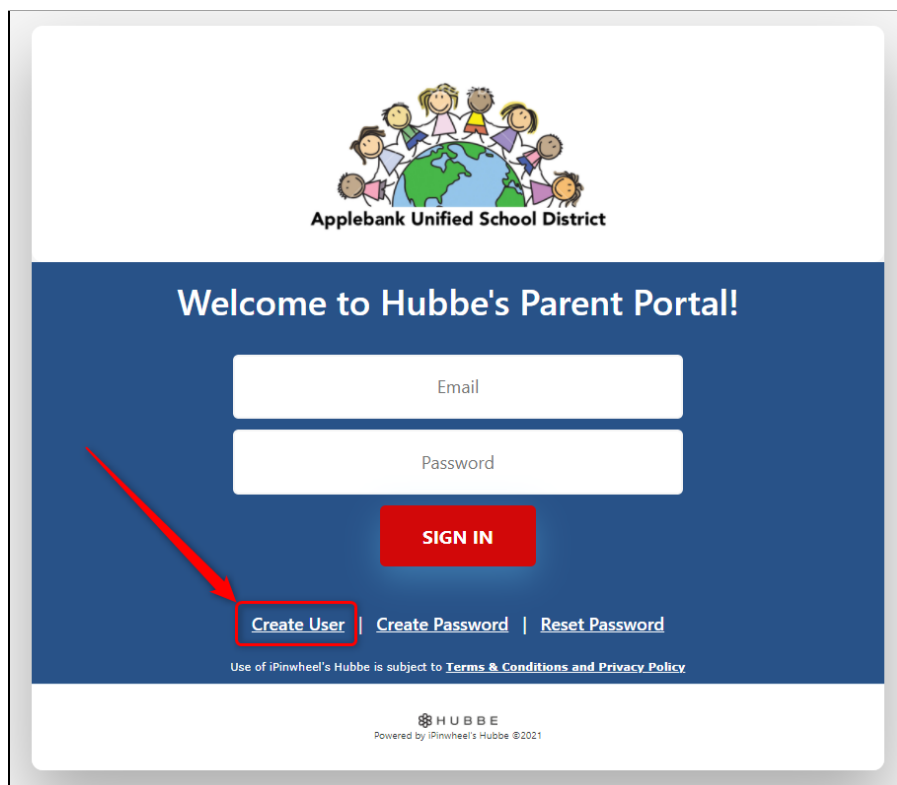 Applebank Unified School District
Welcome to Hubbe's Parent Portal!
Email
Password
SIGN IN
Create User | Create Password | Reset Password
Use of iPinwheel's Hubbe is subject to Terms & Conditions and Privacy Policy
HUBBE
Powered by iPinwheel's Hubbe ©2021